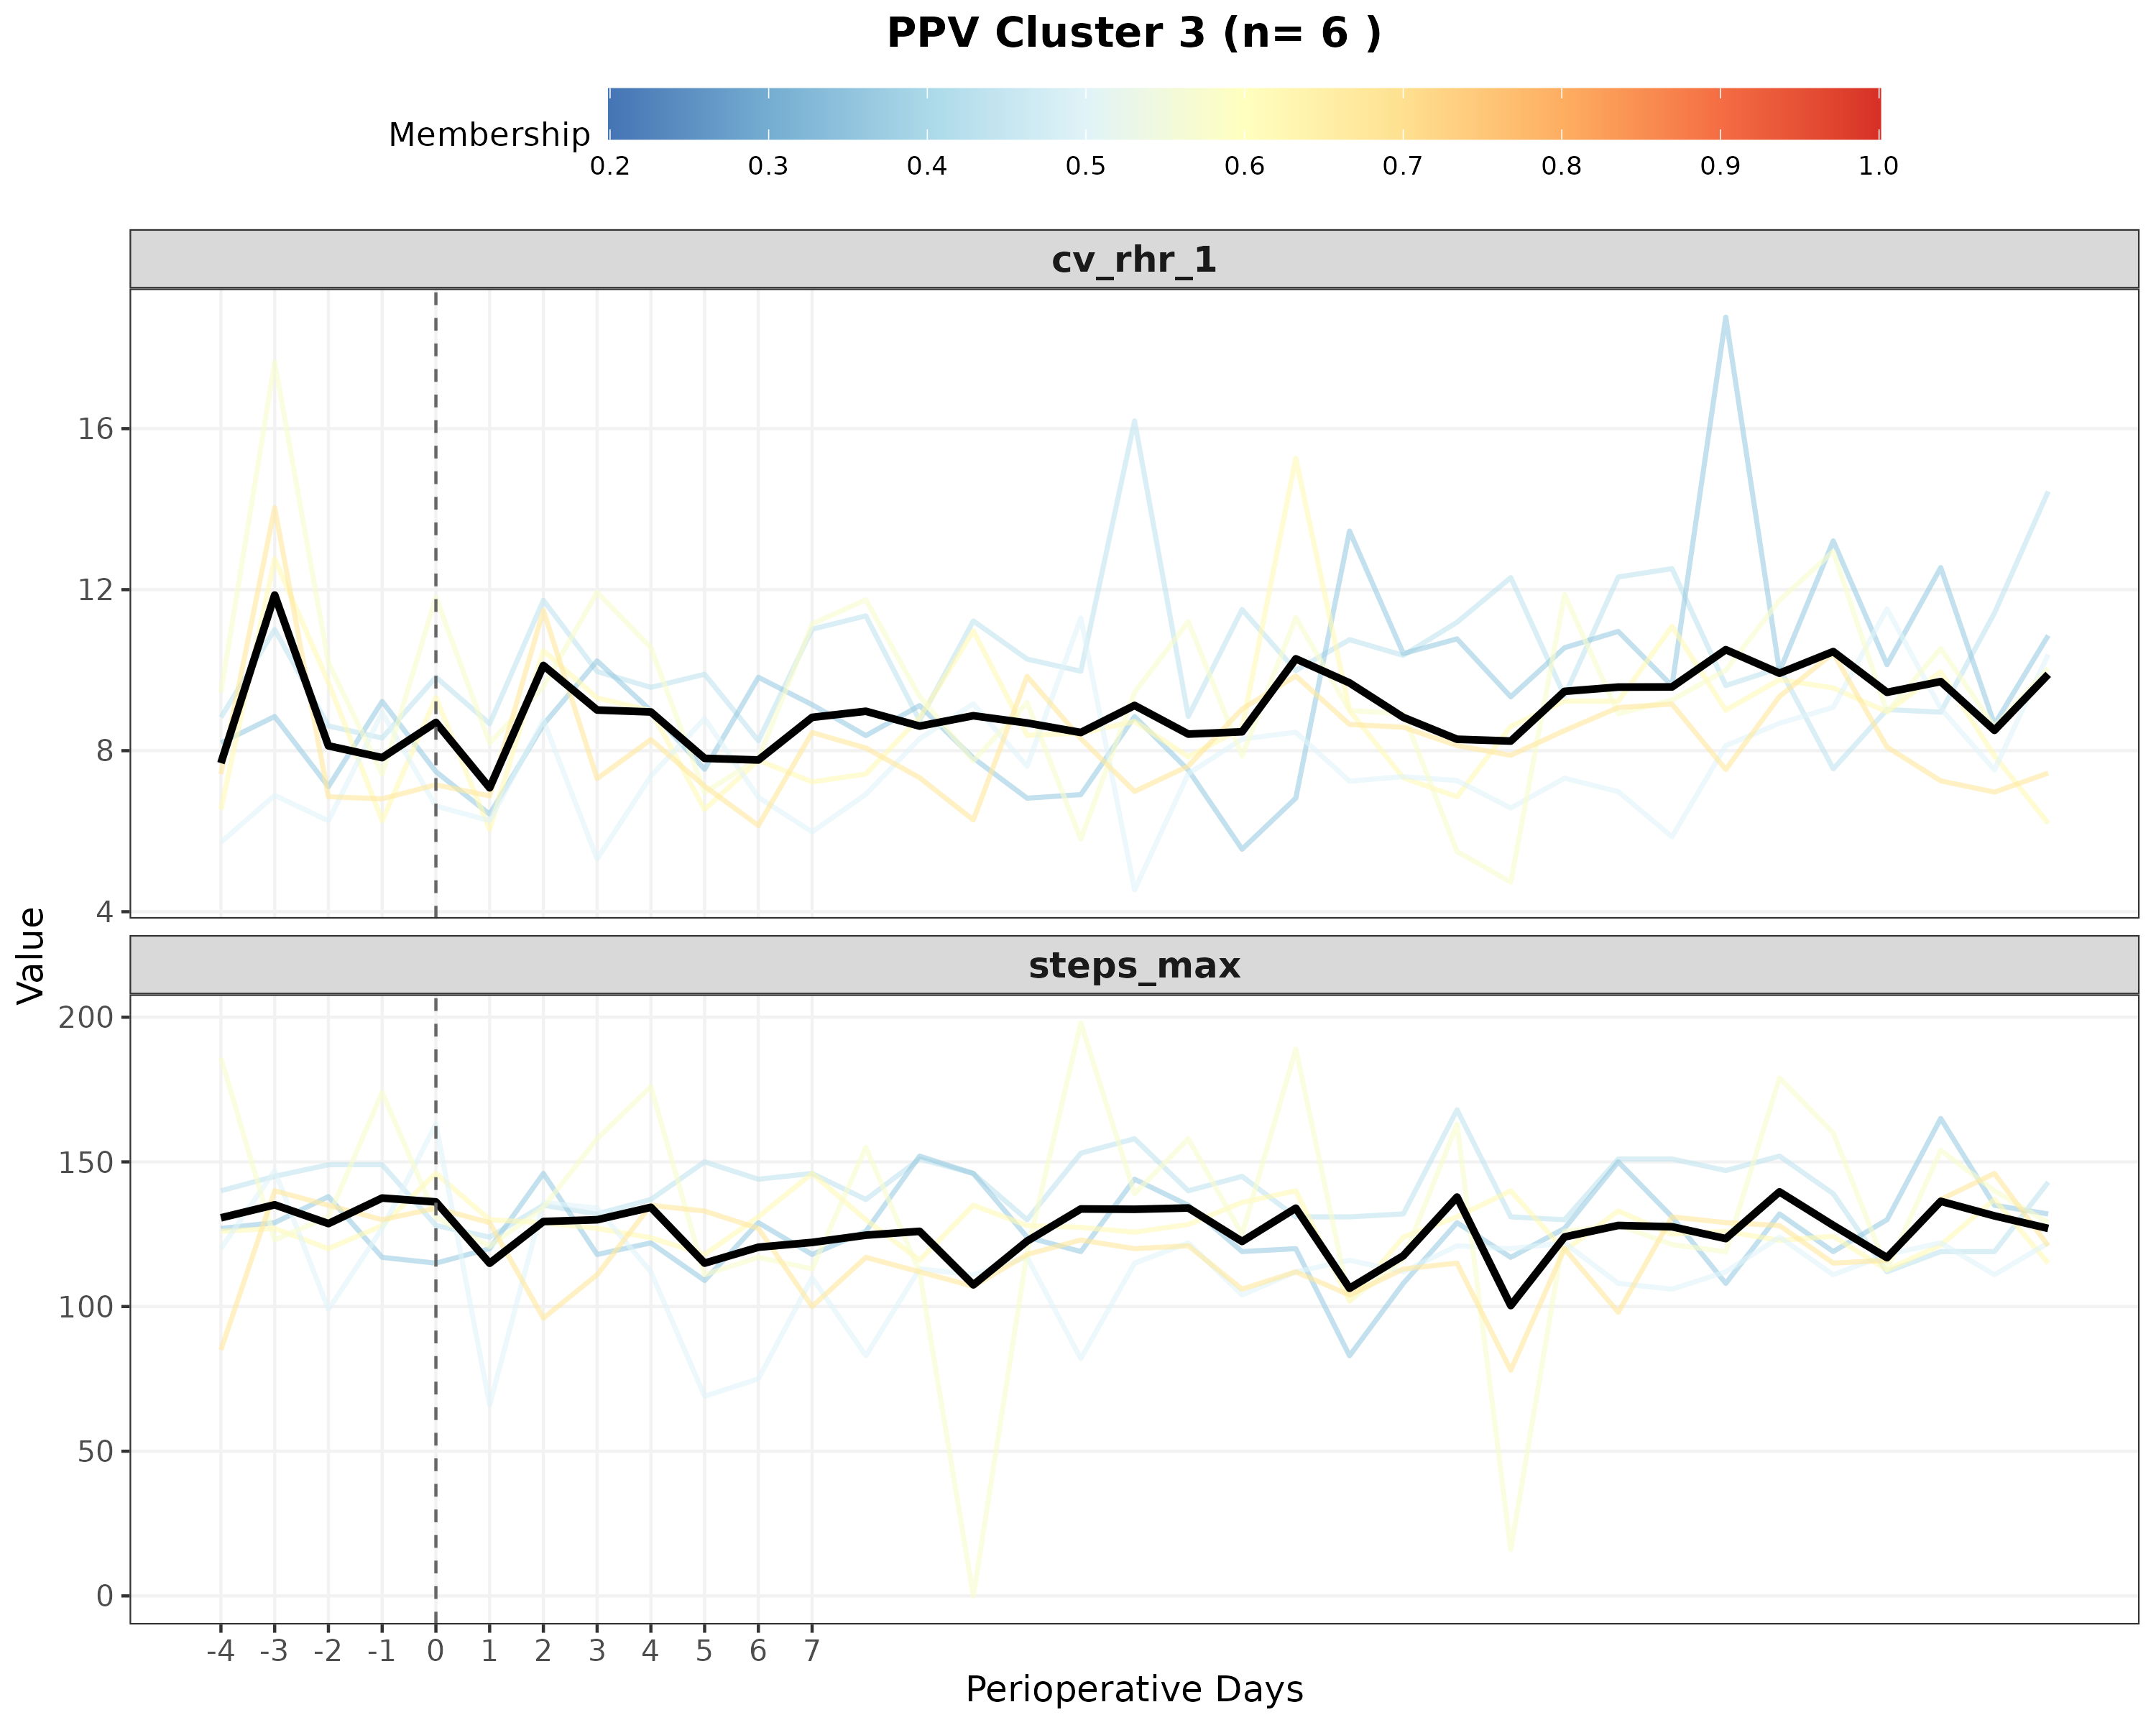 PPV Cluster 3 (n= 6 )
Membership
0.2 0.3 0.4 0.5 0.6 0.7 0.8 0.9 1.0
cv_rhr_1
16
12
8
4
Value
steps_max
200
150
100
50
0
-4 -3 -2 -1 0 1 2 3 4 5 6 7
Perioperative Days